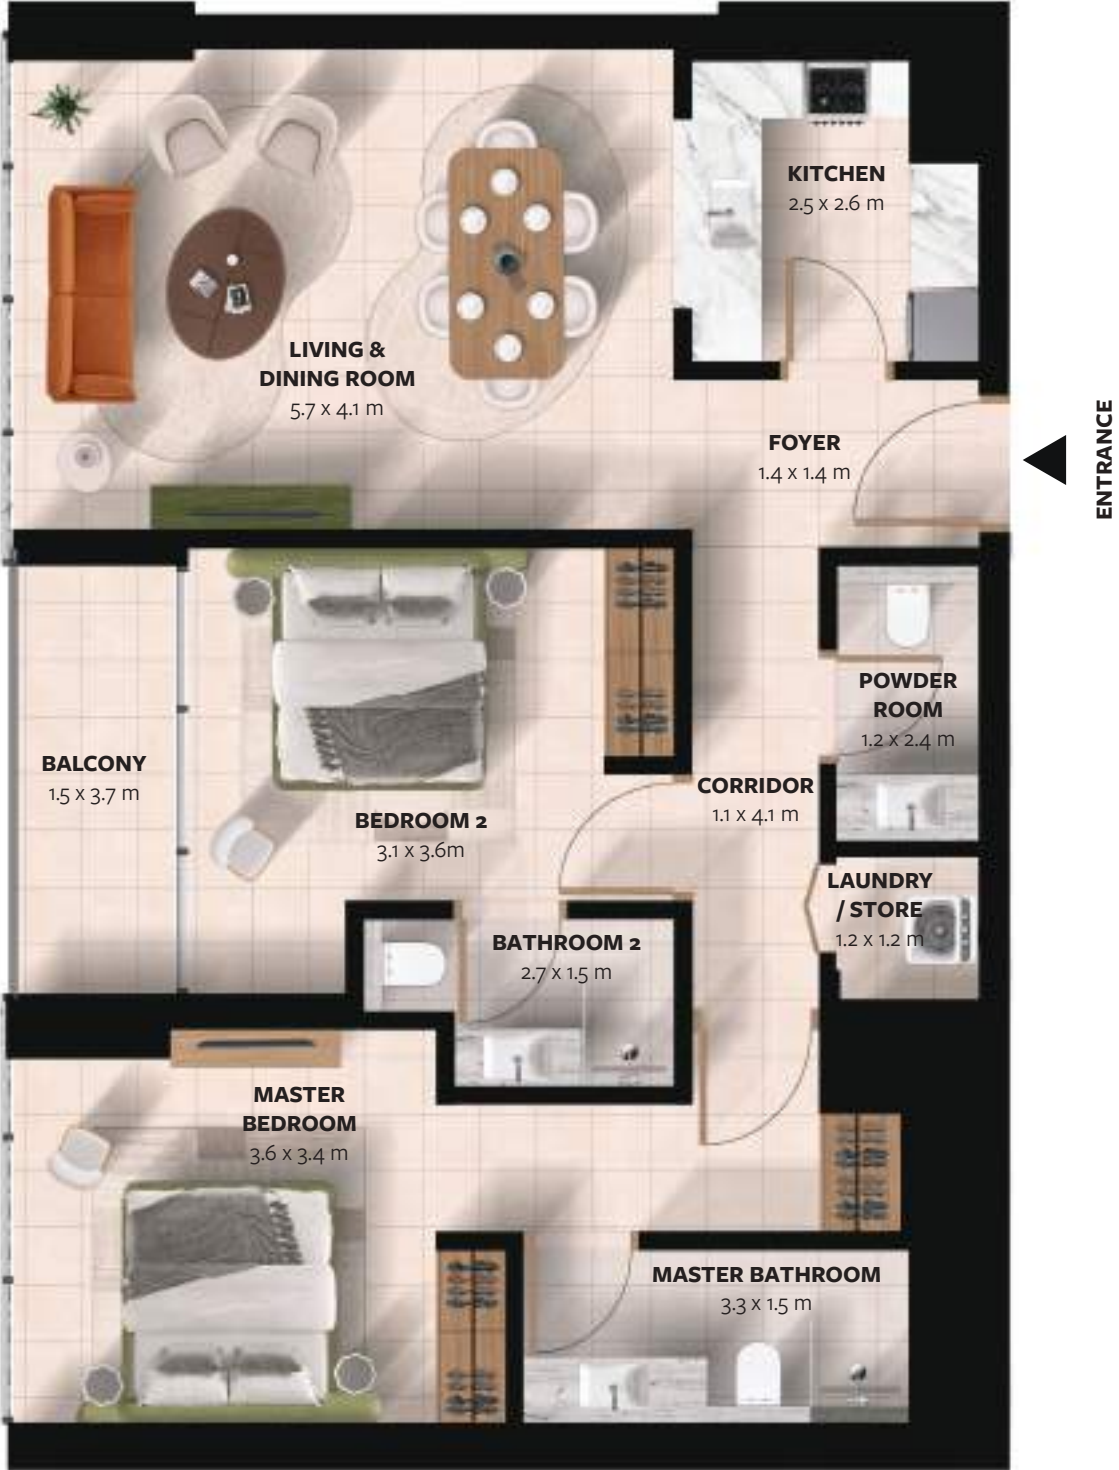 KITCHEN
2.5 x 2.6 m
LIVING &
DINING ROOM
5.7 x 4.1 m
FOYER
1.4 x 1.4 m
ENTRANCE
POWDER
ROOM
1.2 x 2.4 m
BALCONY
1.5 x 3.7 m
CORRIDOR
1.1 x 4.1 m
BEDROOM 2
3.1 x 3.6m
LAUNDRY
/ STORE
1.2 x 1.2 m
BATHROOM 2
2.7 x 1.5 m
MASTER
BEDROOM
3.6 x 3.4 m
MASTER BATHROOM
3.3 x 1.5 m